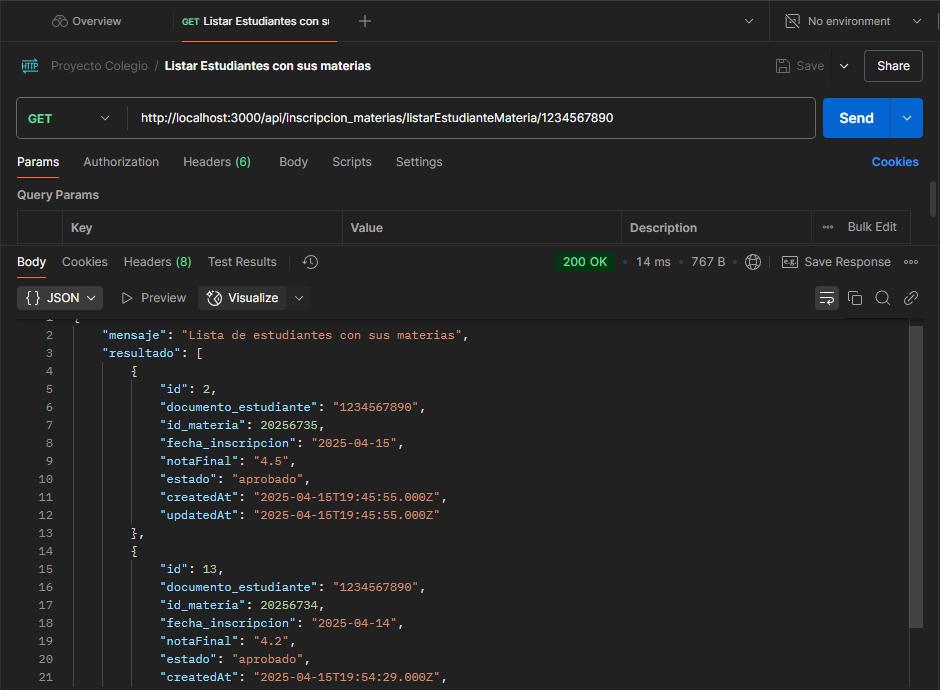 Overview
GET Listar Estudiantes con su
No environment
HTTP Proyecto Colegio / Listar Estudiantes con sus materias
Save
Share
GET
http://localhost:3000/api/inscripcion_materias/listarEstudianteMateria/1234567890
Send
Params Authorization Headers (6) Body Scripts Settings Cookies
Query Params
Key Value Description ••• Bulk Edit
Body Cookies Headers (8) Test Results 200 OK • 14 ms • 767 B • e.g. Save Response •••
{} JSON Preview Visualize
1 {
2 "mensaje": "Lista de estudiantes con sus materias",
3 "resultado": [
4 {
5 "id": 2,
6 "documento_estudiante": "1234567890",
7 "id_materia": 20256735,
8 "fecha_inscripcion": "2025-04-15",
9 "notaFinal": "4.5",
10 "estado": "aprobado",
11 "createdAt": "2025-04-15T19:45:55.000Z",
12 "updatedAt": "2025-04-15T19:45:55.000Z"
13 },
14 {
15 "id": 13,
16 "documento_estudiante": "1234567890",
17 "id_materia": 20256734,
18 "fecha_inscripcion": "2025-04-14",
19 "notaFinal": "4.2",
20 "estado": "aprobado",
21 "createdAt": "2025-04-15T19:54:29.000Z",